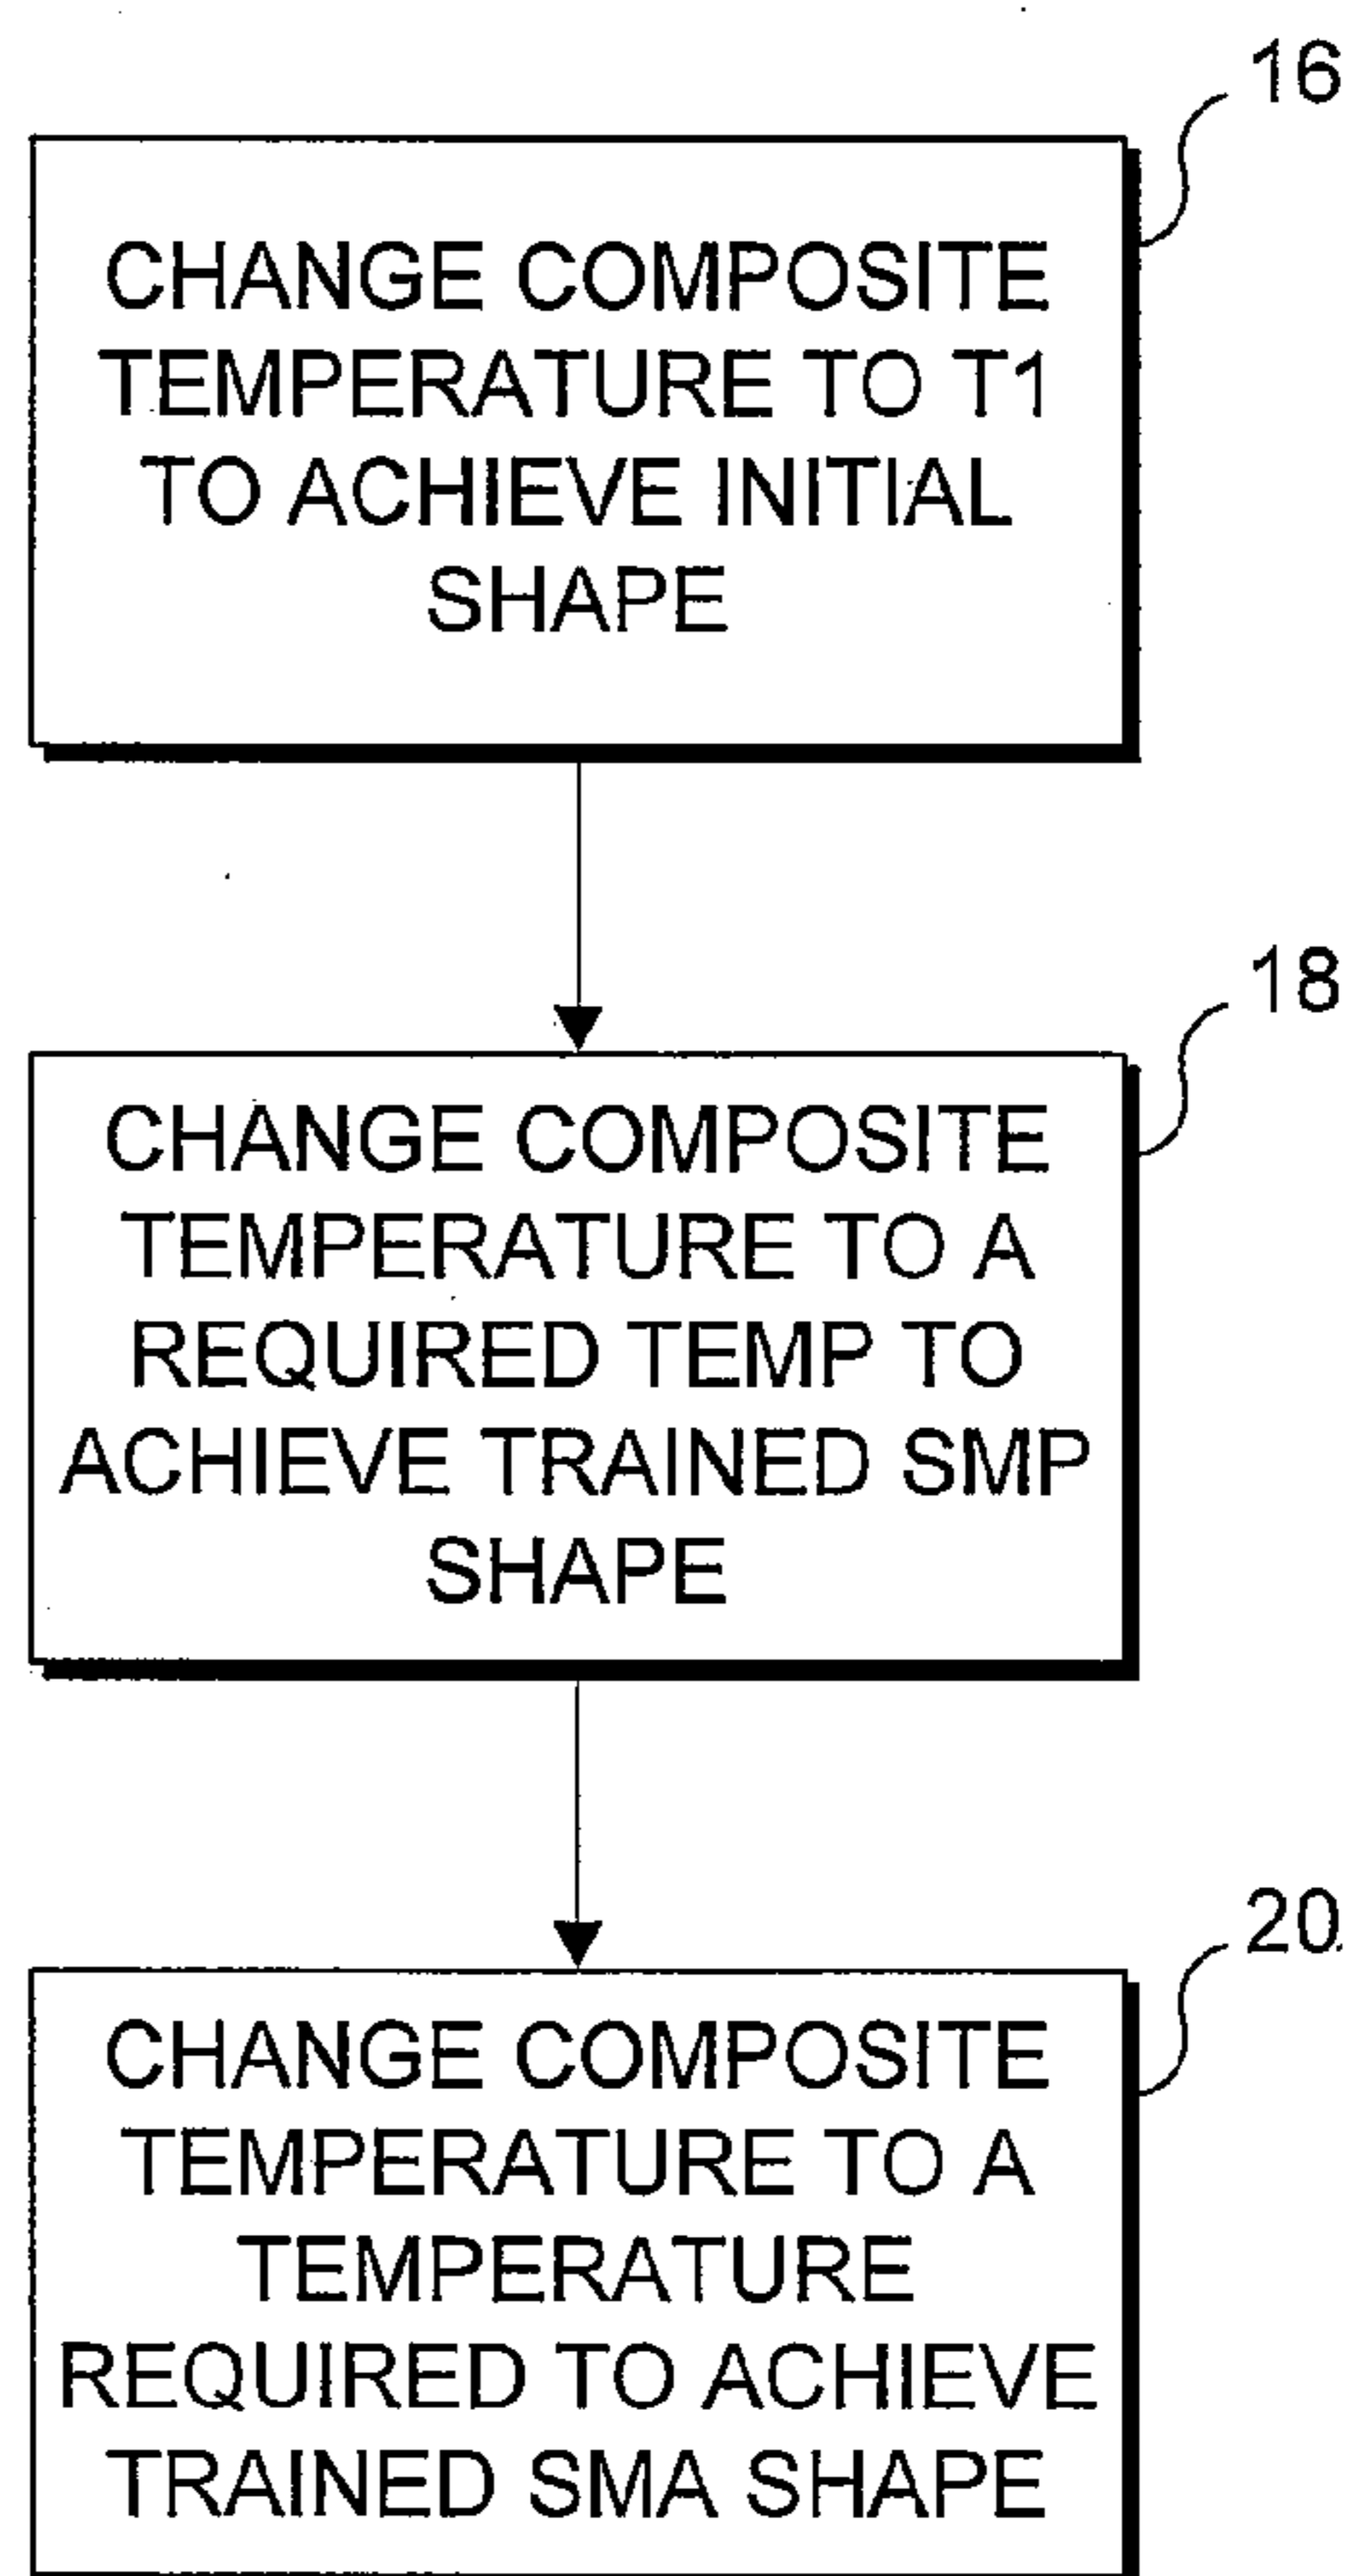 16
CHANGE COMPOSITE
TEMPERATURE TO T1
TO ACHIEVE INITIAL
SHAPE
18
CHANGE COMPOSITE
TEMPERATURE TO A
REQUIRED TEMP TO
ACHIEVE TRAINED SMP
SHAPE
20
CHANGE COMPOSITE
TEMPERATURE TO A
TEMPERATURE
REQUIRED TO ACHIEVE
TRAINED SMA SHAPE